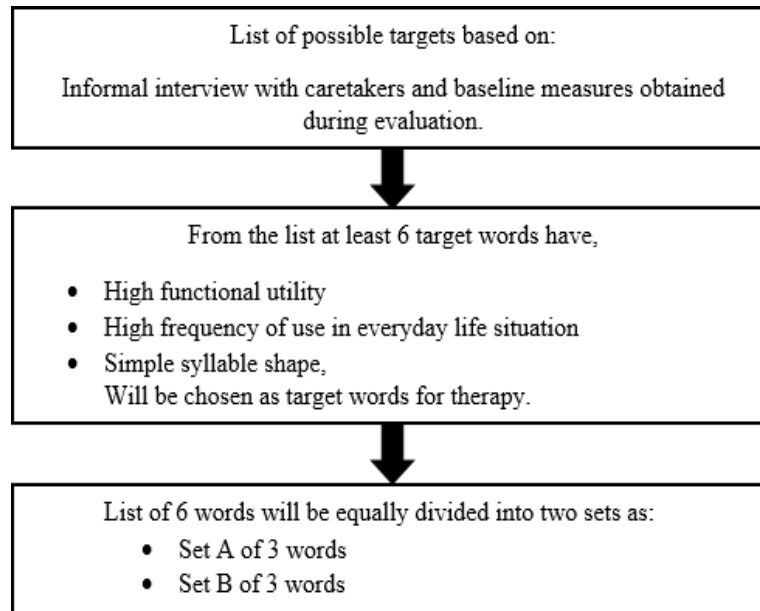 List of possible targets based on:
Informal interview with caretakers and baseline measures obtained
during evaluation.
From the list at least 6 target words have,
• High functional utility
• High frequency of use in everyday life situation
• Simple syllable shape,
Will be chosen as target words for therapy.
List of 6 words will be equally divided into two sets as:
• Set A of 3 words
• Set B of 3 words